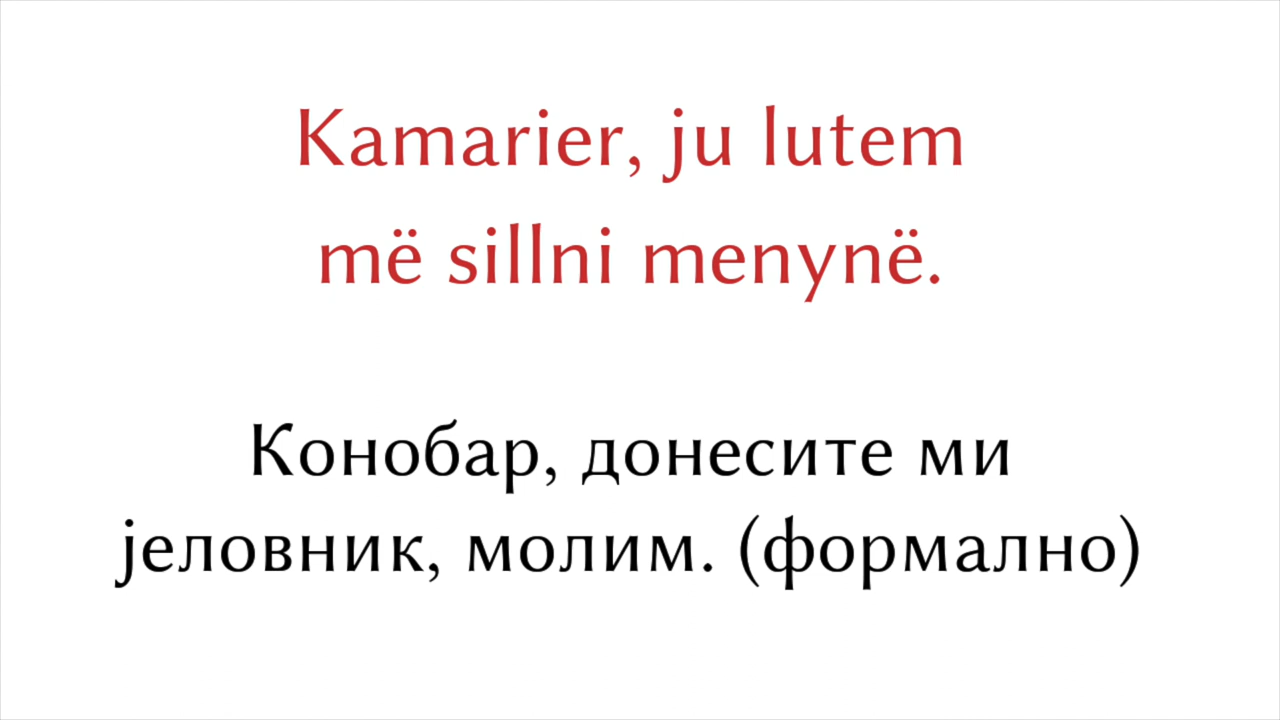 Kamarier, ju lutem
më sillni menynë.
Конобар, донесите ми
јеловник, молим. (формално)